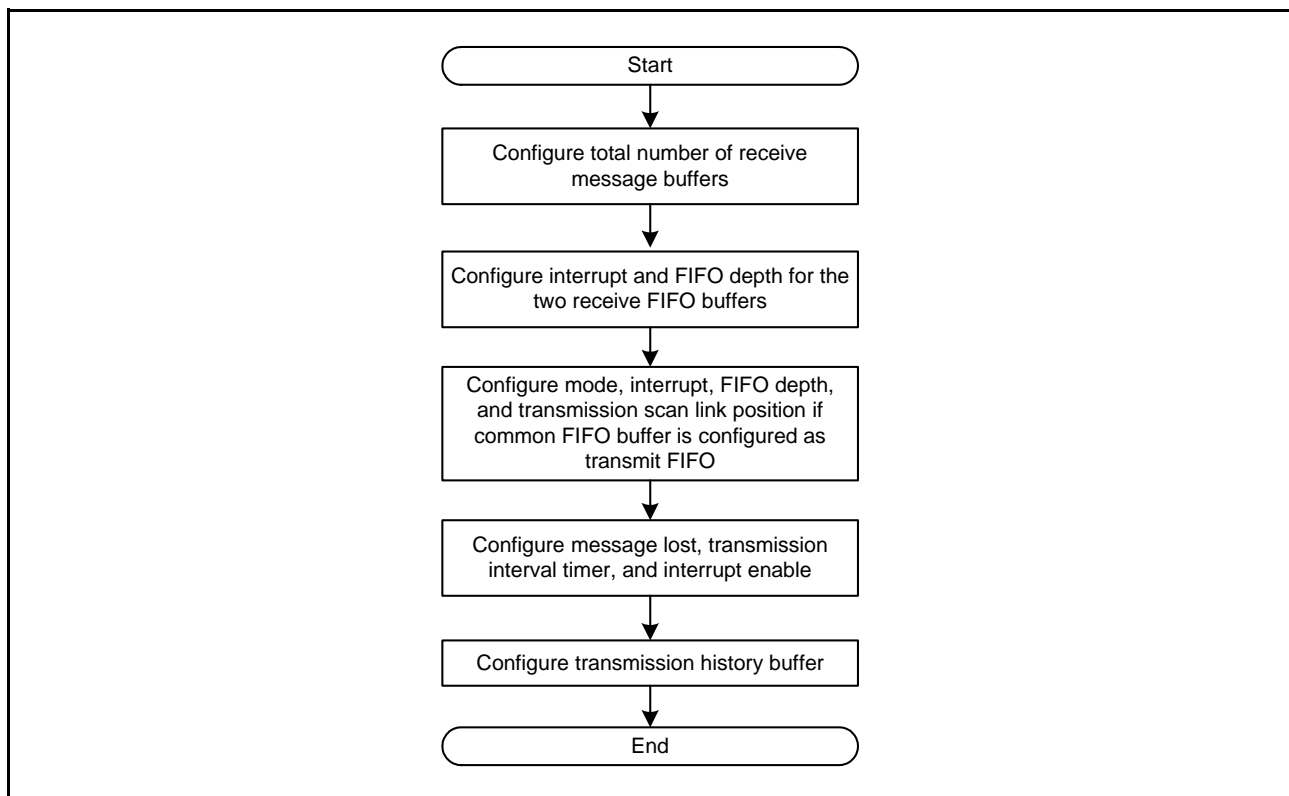 Start
Configure total number of receive
message buffers
Configure interrupt and FIFO depth for the
two receive FIFO buffers
Configure mode, interrupt, FIFO depth,
and transmission scan link position if
common FIFO buffer is configured as
transmit FIFO
Configure message lost, transmission
interval timer, and interrupt enable
Configure transmission history buffer
End